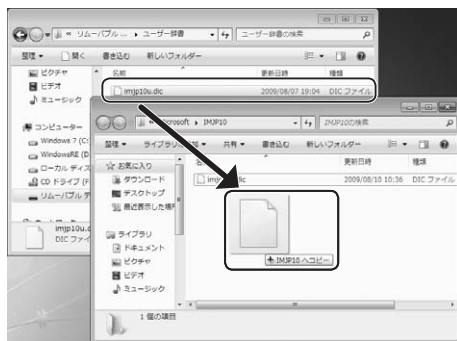 « リムーバブル... ▸ ユーザー辞書
ユーザー辞書の検索
整理 ▾ 開く 書き込む 新しいフォルダー
ピクチャ
ビデオ
ミュージック
名前 更新日時 種類
imjp10u.dic 2009/08/07 19:04 DIC ファイル
コンピューター
Windows 7 (C:
WindowsRE (D
ローカル ディス
CD ドライブ (F
リムーバブル デ
imjp10u.d
DIC ファイ
« Microsoft ▸ IMJP10
IMJP10の検索
整理 ▾ ライブラリ 共有 ▾ 書き込む 新しいフォルダー
お気に入り
ダウンロード
デスクトップ
最近表示した場所
更新日時 種類
2009/08/10 10:36 DIC ファイル
ライブラリ
ドキュメント
ピクチャ
ビデオ
ミュージック
IMJP10 へコピー
1 個の項目